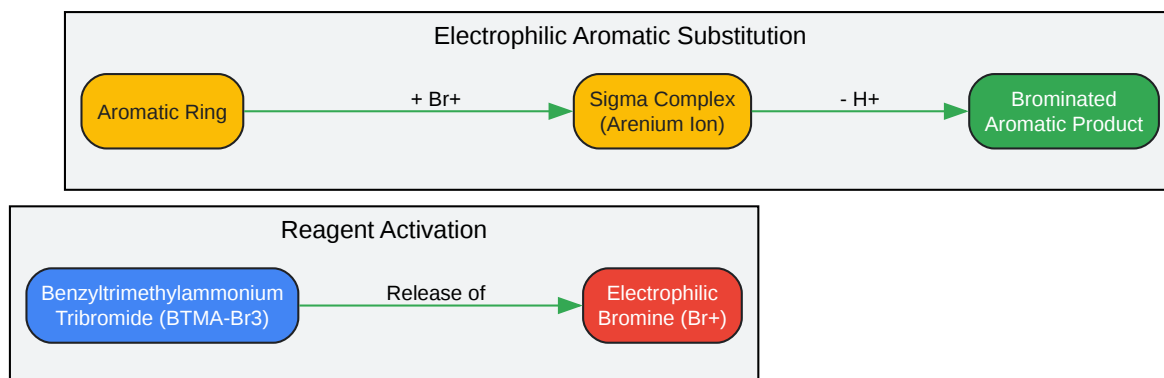 Electrophilic Aromatic Substitution
Aromatic Ring
+ Br+
Sigma Complex
(Arenium Ion)
- H+
Brominated
Aromatic Product
Reagent Activation
Benzyltrimethylammonium
Tribromide (BTMA-Br3)
Release of
Electrophilic
Bromine (Br+)